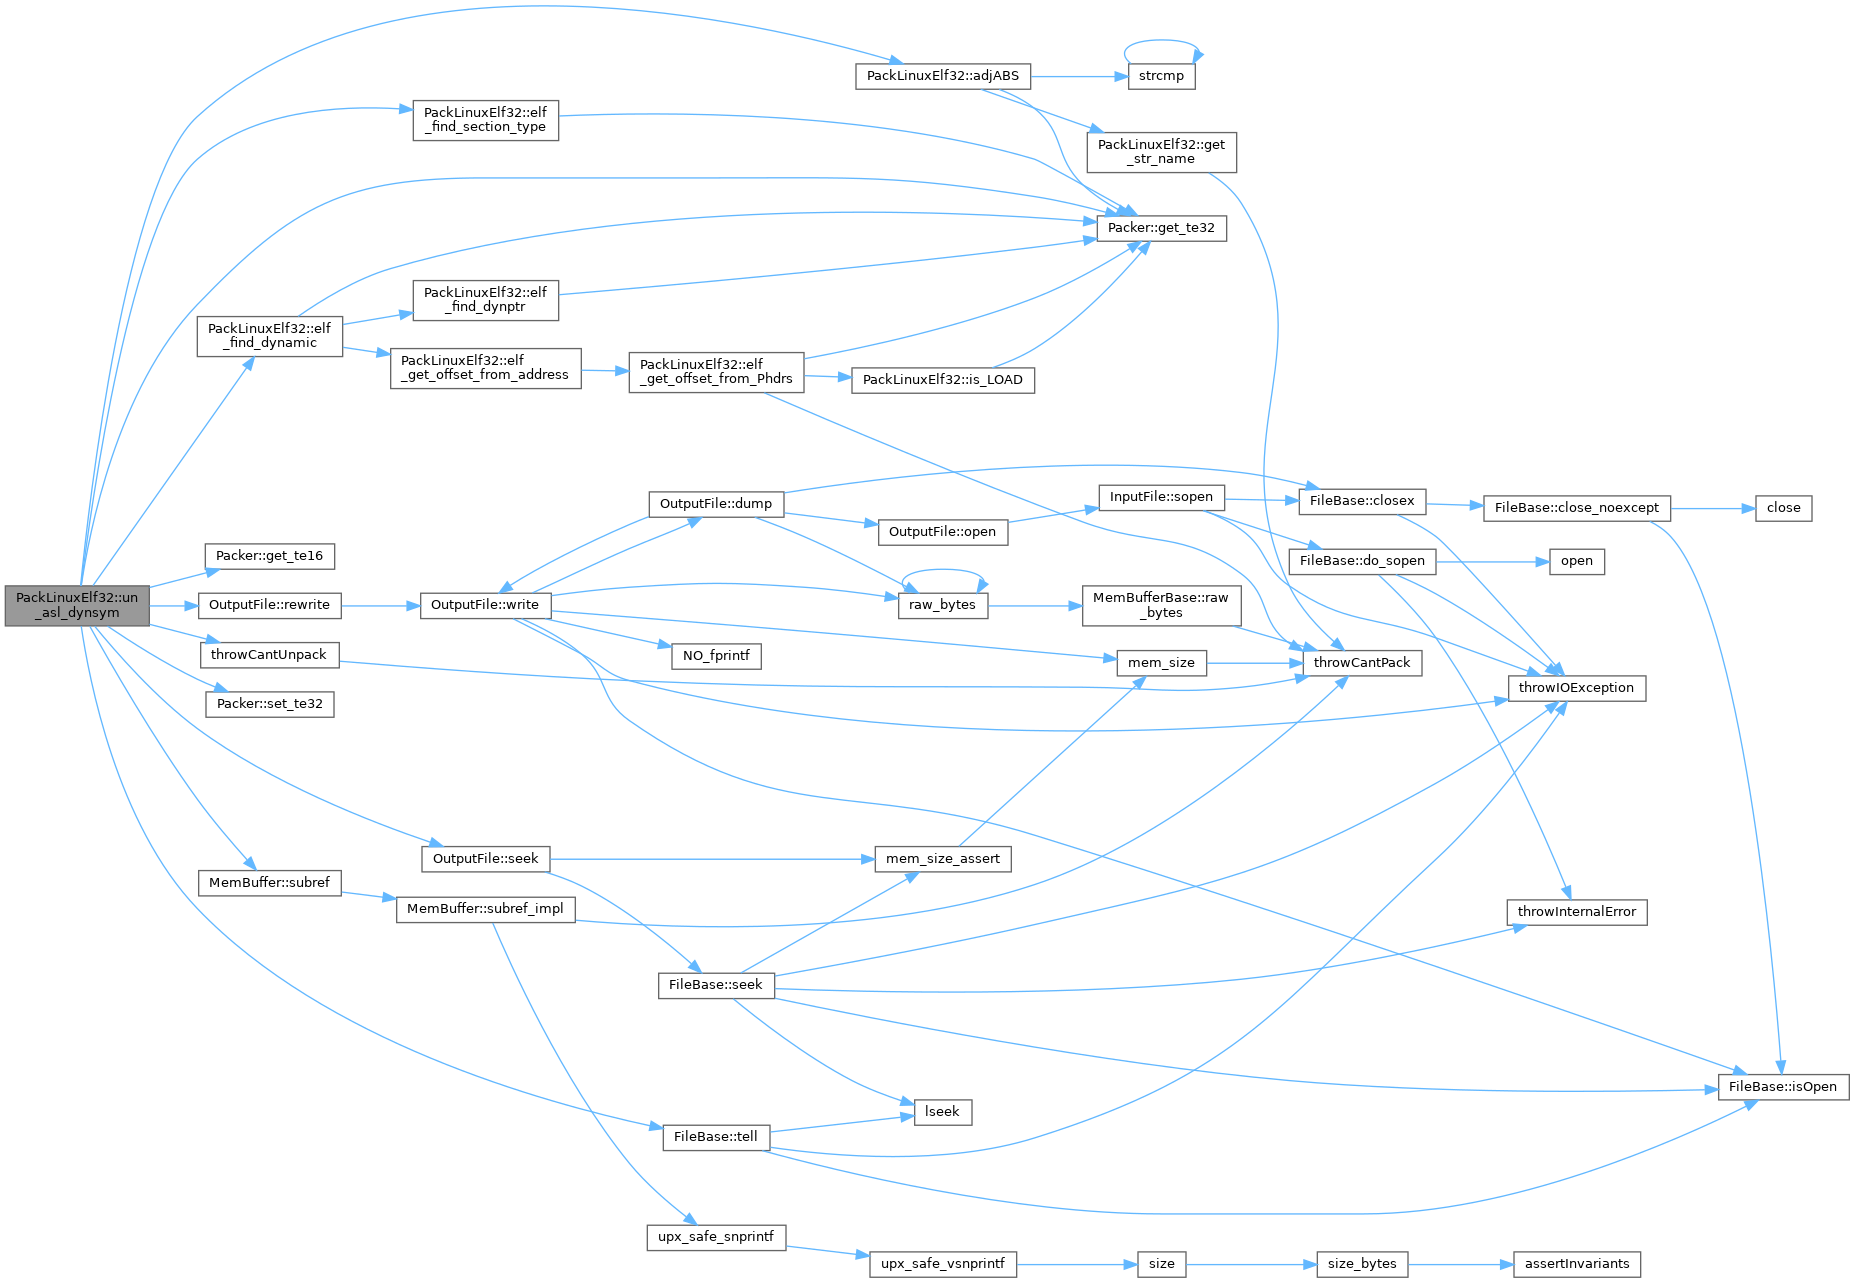 PackLinuxElf32::adjABS
strcmp
PackLinuxElf32::elf
_find_section_type
PackLinuxElf32::get
_str_name
Packer::get_te32
PackLinuxElf32::elf
_find_dynptr
PackLinuxElf32::elf
_find_dynamic
PackLinuxElf32::elf
_get_offset_from_address
PackLinuxElf32::elf
_get_offset_from_Phdrs
PackLinuxElf32::is_LOAD
OutputFile::dump
InputFile::sopen
FileBase::closex
FileBase::close_noexcept
close
OutputFile::open
Packer::get_te16
FileBase::do_sopen
open
PackLinuxElf32::un
_asl_dynsym
OutputFile::rewrite
OutputFile::write
raw_bytes
MemBufferBase::raw
_bytes
throwCantUnpack
NO_fprintf
mem_size
throwCantPack
throwIOException
Packer::set_te32
OutputFile::seek
mem_size_assert
MemBuffer::subref
MemBuffer::subref_impl
throwInternalError
FileBase::seek
FileBase::isOpen
lseek
FileBase::tell
upx_safe_snprintf
upx_safe_vsnprintf
size
size_bytes
assertInvariants